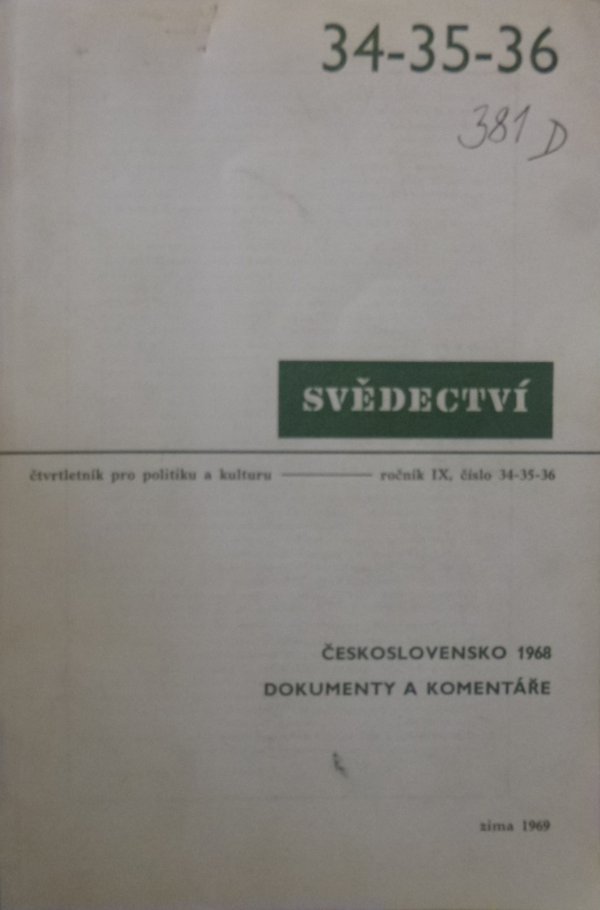 34-35-36
381 D
SVĚDECTVÍ
čtvrtletník pro politiku a kulturu ročník IX, číslo 34-35-36
ČESKOSLOVENSKO 1968
DOKUMENTY A KOMENTÁŘE
zima 1969